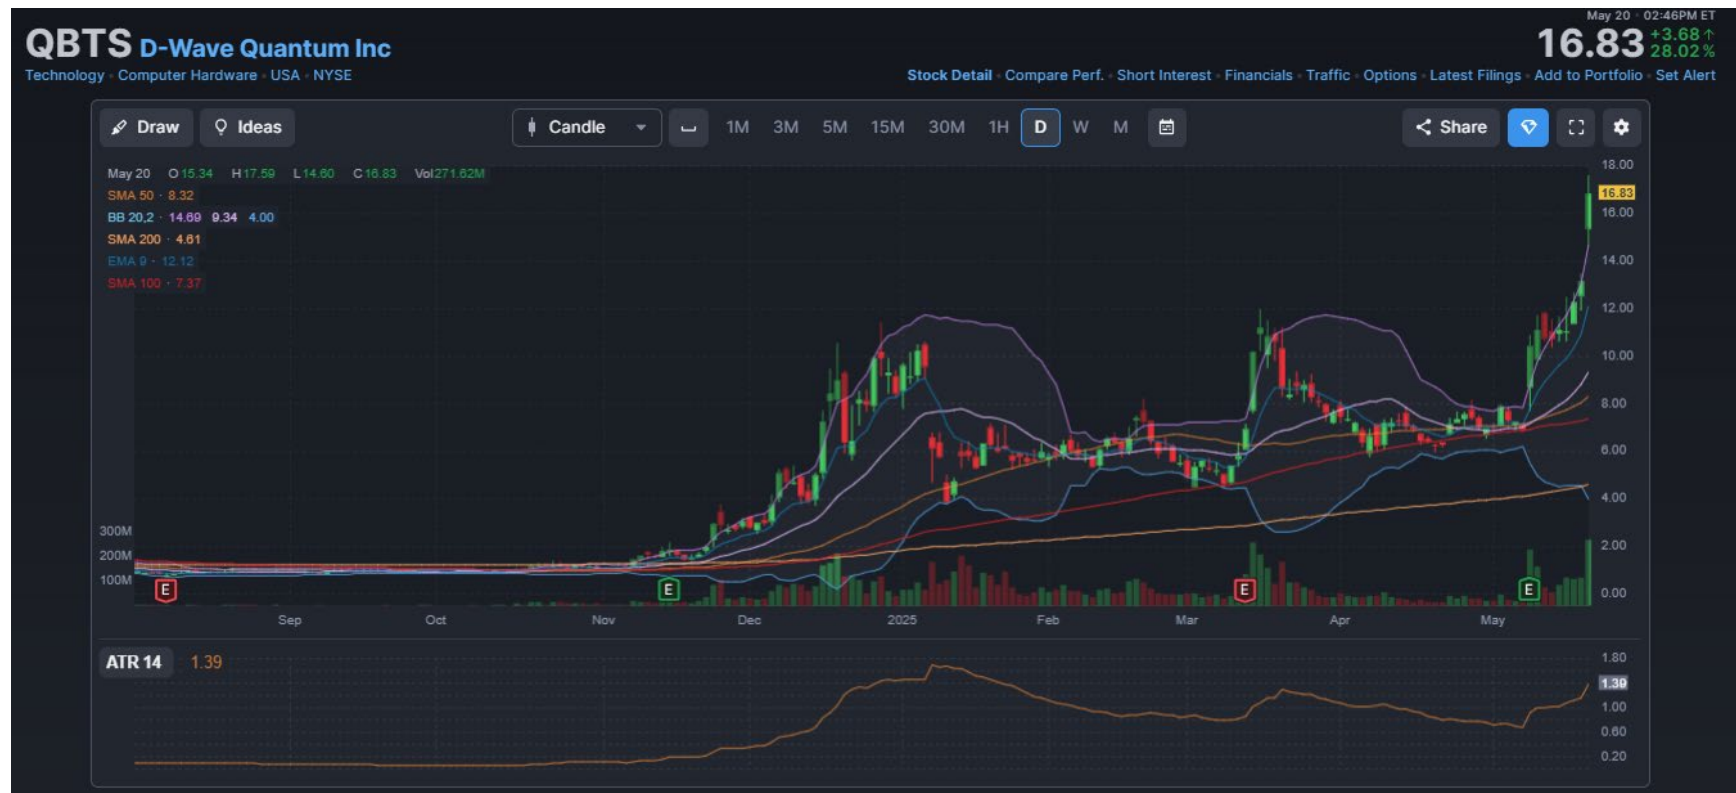 May 20 · 02:46PM ET
QBTS D-Wave Quantum Inc
16.83 +3.68↑
28.02%
Technology · Computer Hardware · USA · NYSE
Stock Detail · Compare Perf. · Short Interest · Financials · Traffic · Options · Latest Filings · Add to Portfolio · Set Alert
Draw Ideas Candle 1M 3M 5M 15M 30M 1H D W M Share
May 20 O15.34 H17.59 L14.60 C16.83 Vol271.62M
SMA 50 · 8.32
BB 20,2 · 14.69 9.34 4.00
SMA 200 · 4.61
EMA 9 · 12.12
SMA 100 · 7.37
18.00
16.83
16.00
14.00
12.00
10.00
8.00
6.00
4.00
2.00
0.00
300M
200M
100M
E E E E
Sep Oct Nov Dec 2025 Feb Mar Apr May
ATR 14 1.39
1.80
1.39
1.00
0.60
0.20